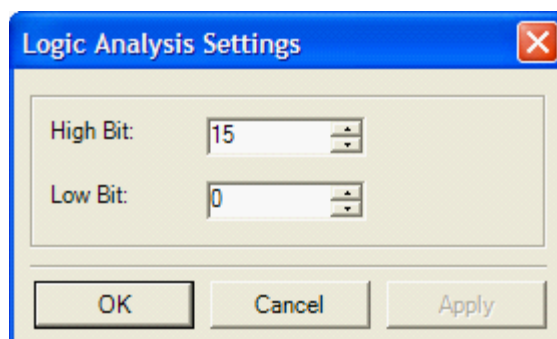 Logic Analysis Settings
High Bit: 15
Low Bit: 0
OK Cancel Apply